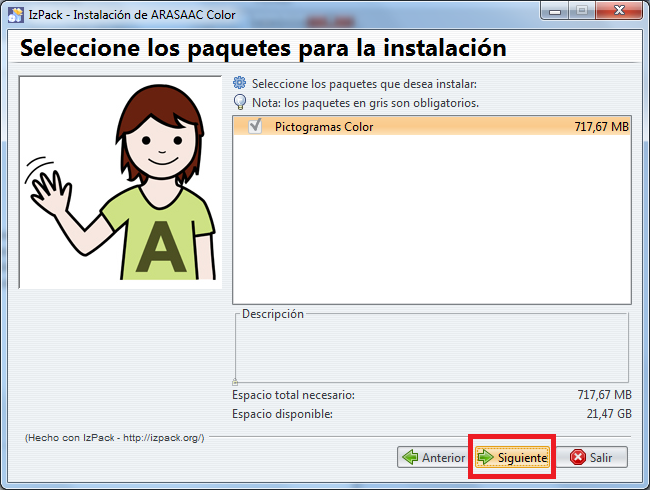 IzPack - Instalación de ARASAAC Color
Seleccione los paquetes para la instalación
Seleccione los paquetes que desea instalar:
Nota: los paquetes en gris son obligatorios.
Pictogramas Color 717,67 MB
A
Descripción
Espacio total necesario: 717,67 MB
Espacio disponible: 21,47 GB
(Hecho con IzPack - http://izpack.org/)
Anterior Siguiente Salir